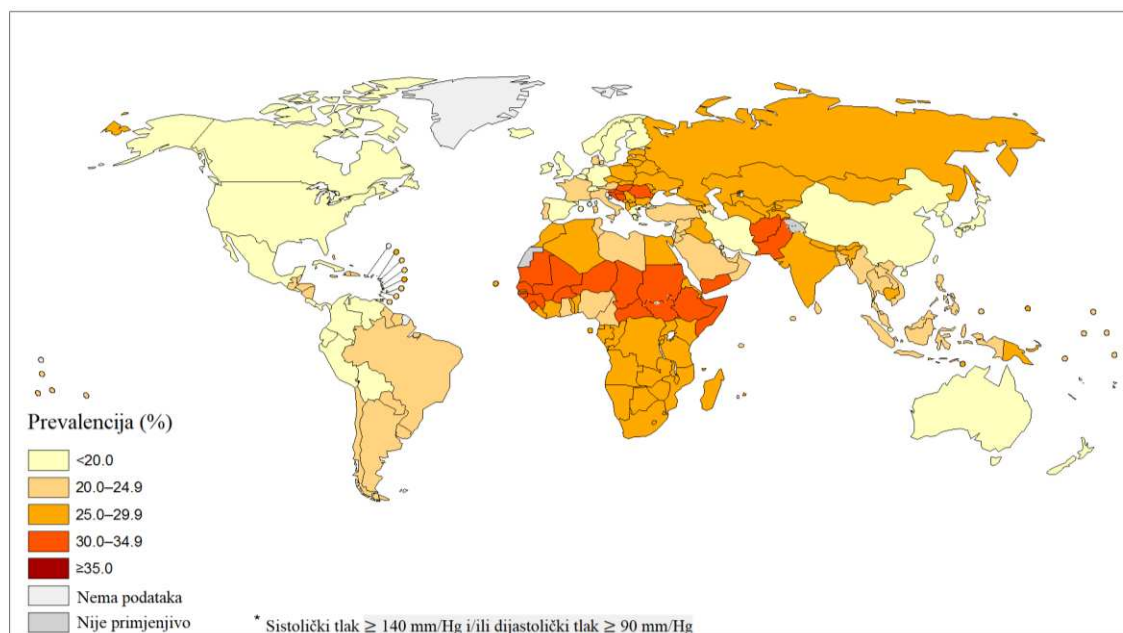 Prevalencija (%)
<20.0
20.0–24.9
25.0–29.9
30.0–34.9
≥35.0
Nema podataka
Nije primjenjivo
* Sistolički tlak ≥ 140 mm/Hg i/ili dijastolički tlak ≥ 90 mm/Hg